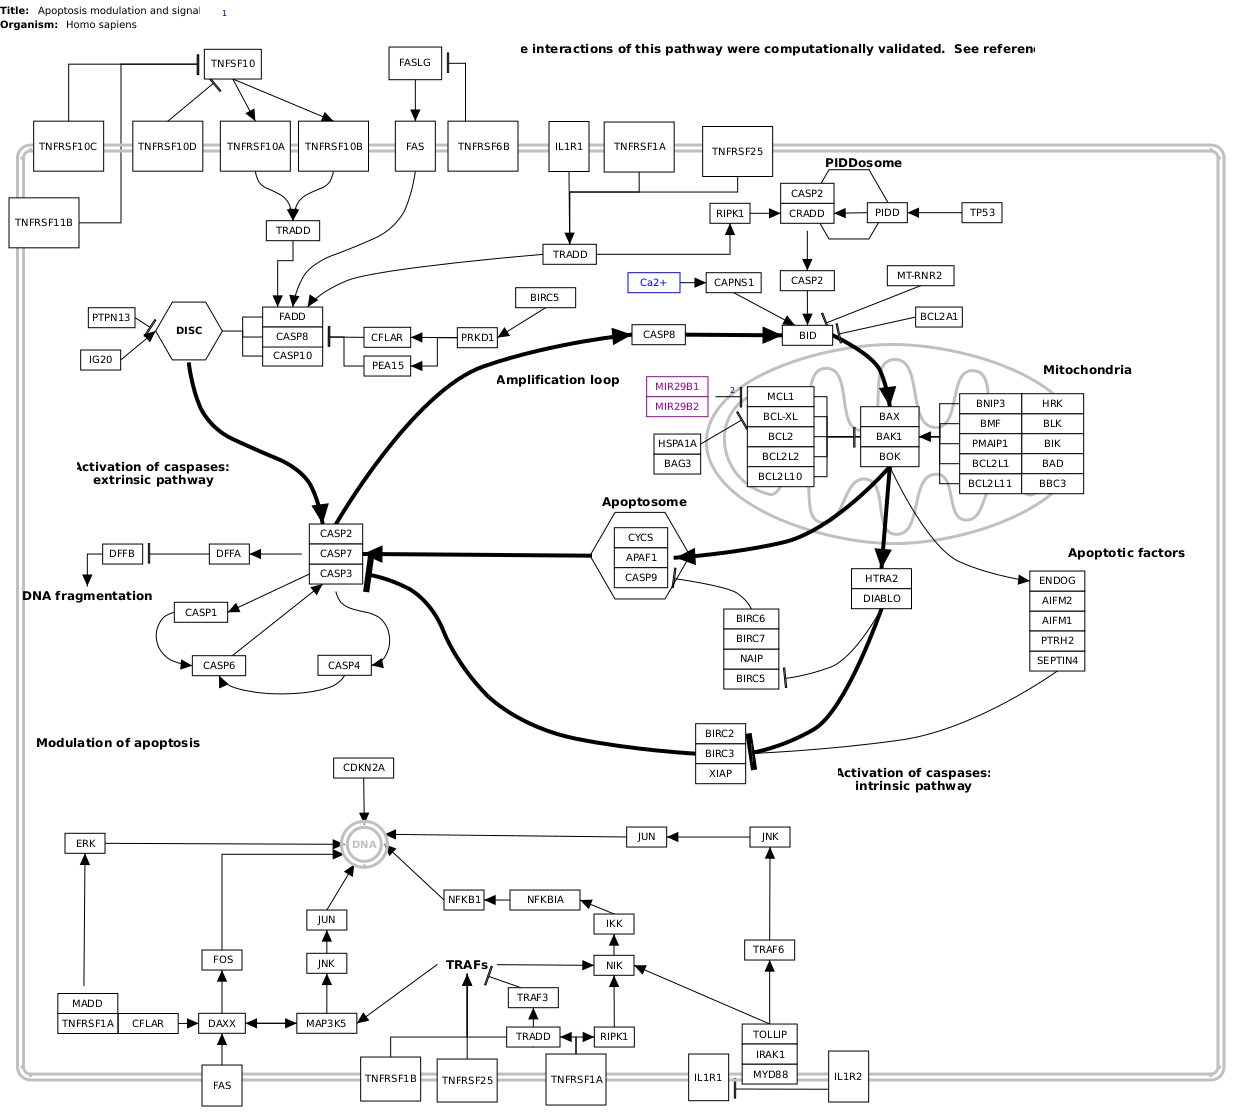 Title: Apoptosis modulation and signal 1
Organism: Homo sapiens
e interactions of this pathway were computationally validated. See referen
TNFSF10
FASLG
TNFRSF10C
TNFRSF10D
TNFRSF10A
TNFRSF10B
FAS
TNFRSF6B
IL1R1
TNFRSF1A
TNFRSF25
PIDDosome
CASP2
CRADD
RIPK1
PIDD
TP53
TNFRSF11B
TRADD
TRADD
Ca2+
CAPNS1
CASP2
MT-RNR2
BCL2A1
BIRC5
PTPN13
IG20
DISC
FADD
CASP8
CASP10
CFLAR
PEA15
PRKD1
CASP8
BID
Amplification loop
Mitochondria
MIR29B1
MIR29B2
2
HSPA1A
BAG3
MCL1
BCL-XL
BCL2
BCL2L2
BCL2L10
BAX
BAK1
BOK
BNIP3 HRK
BMF BLK
PMAIP1 BIK
BCL2L1 BAD
BCL2L11 BBC3
Activation of caspases:
extrinsic pathway
Apoptosome
CYCS
APAF1
CASP9
CASP2
CASP7
CASP3
DFFB
DFFA
DNA fragmentation
CASP1
CASP6
CASP4
Apoptotic factors
HTRA2
DIABLO
ENDOG
AIFM2
AIFM1
PTRH2
SEPTIN4
BIRC6
BIRC7
NAIP
BIRC5
BIRC2
BIRC3
XIAP
Activation of caspases:
intrinsic pathway
Modulation of apoptosis
CDKN2A
ERK
DNA
JUN
JNK
NFKB1
NFKBIA
IKK
JUN
FOS
JNK
TRAFs
NIK
TRAF6
MADD
TNFRSF1A CFLAR
DAXX
MAP3K5
TRAF3
TRADD
RIPK1
TOLLIP
IRAK1
MYD88
FAS
TNFRSF1B
TNFRSF25
TNFRSF1A
IL1R1
IL1R2